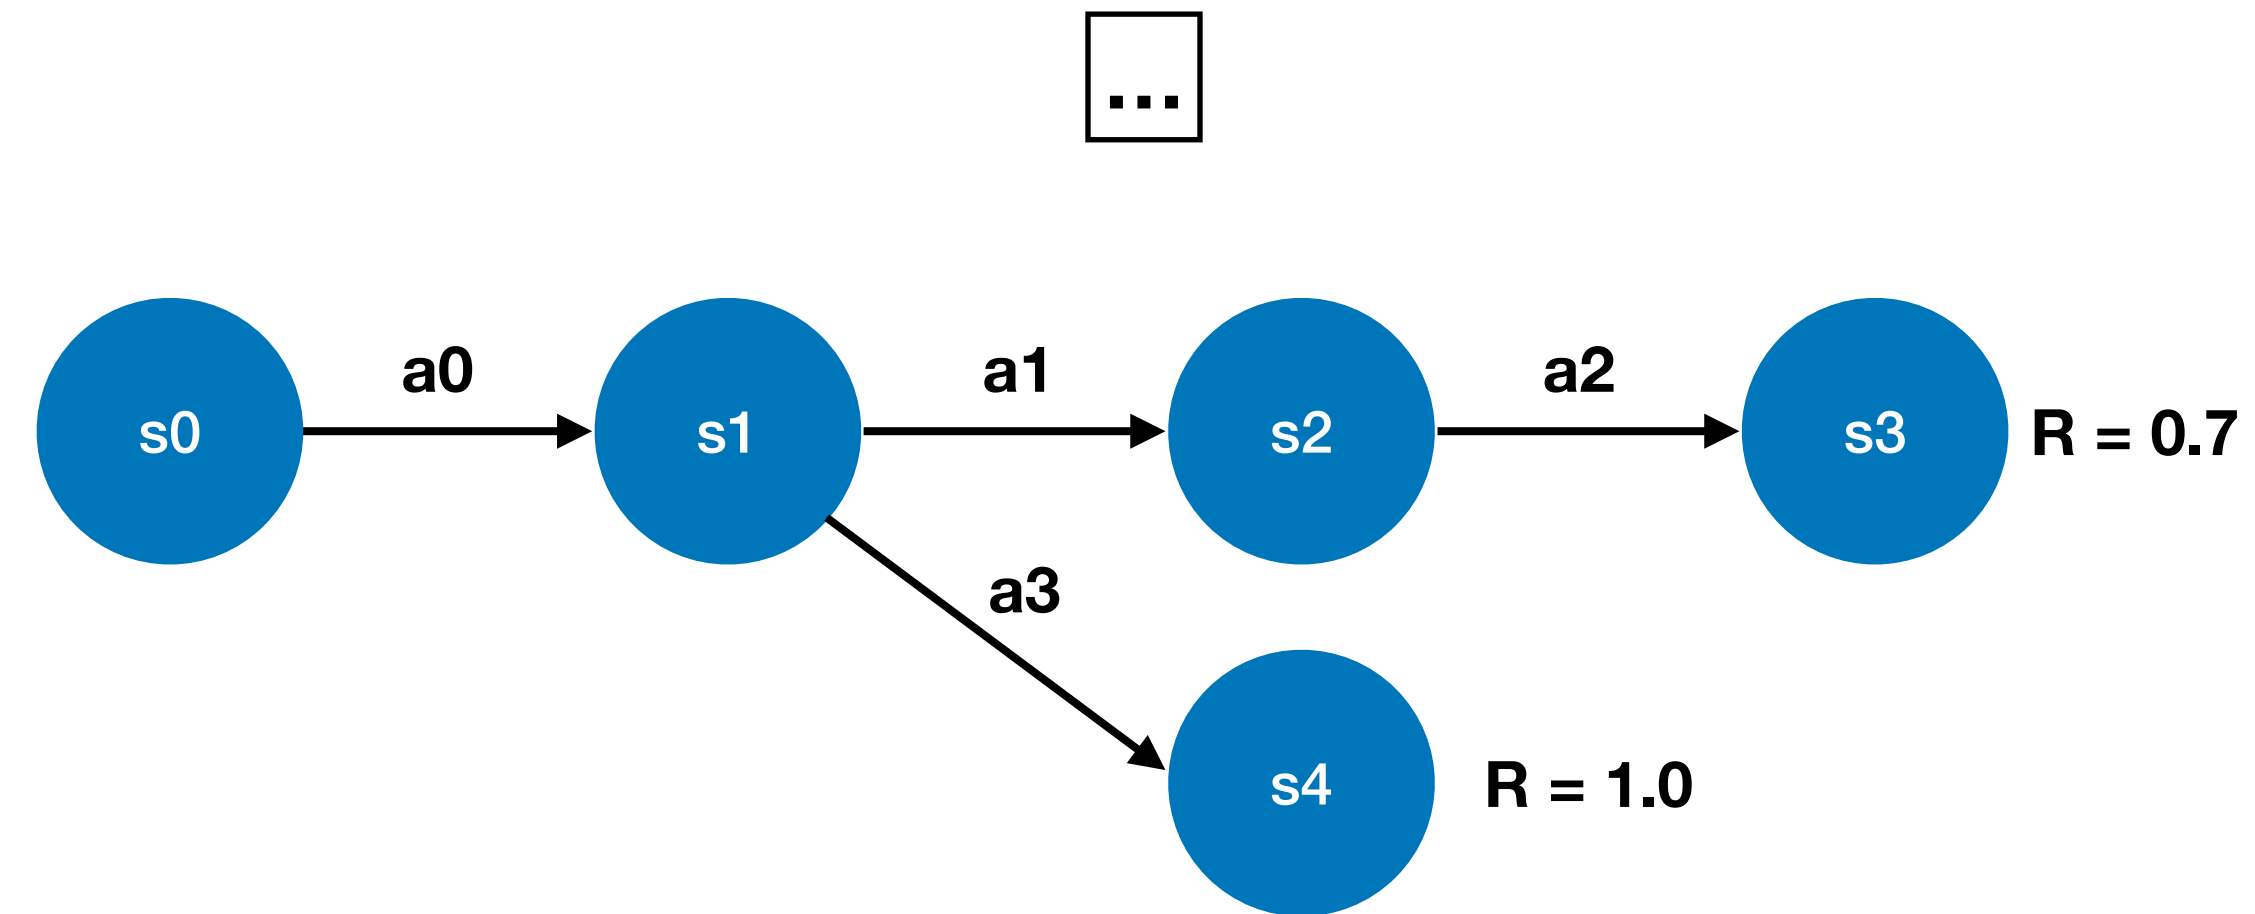 ...
a0
a1
a2
s0
s1
s2
s3
R = 0.7
a3
s4
R = 1.0